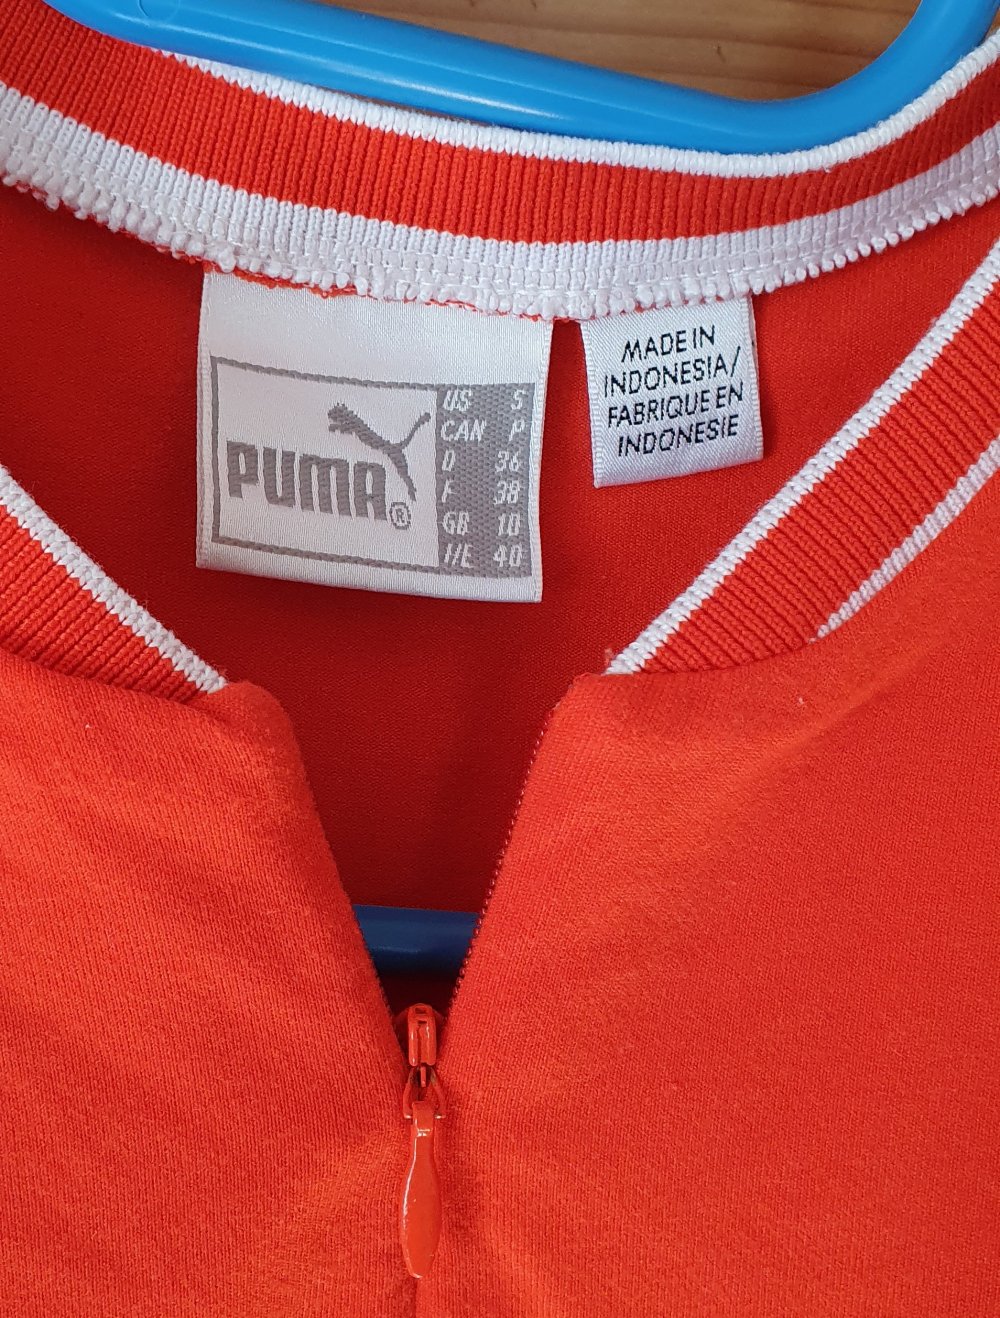 PUMA®
US S
CAN P
D 36
F 38
GB 10
I/E 40
MADE IN
INDONESIA/
FABRIQUE EN
INDONESIE